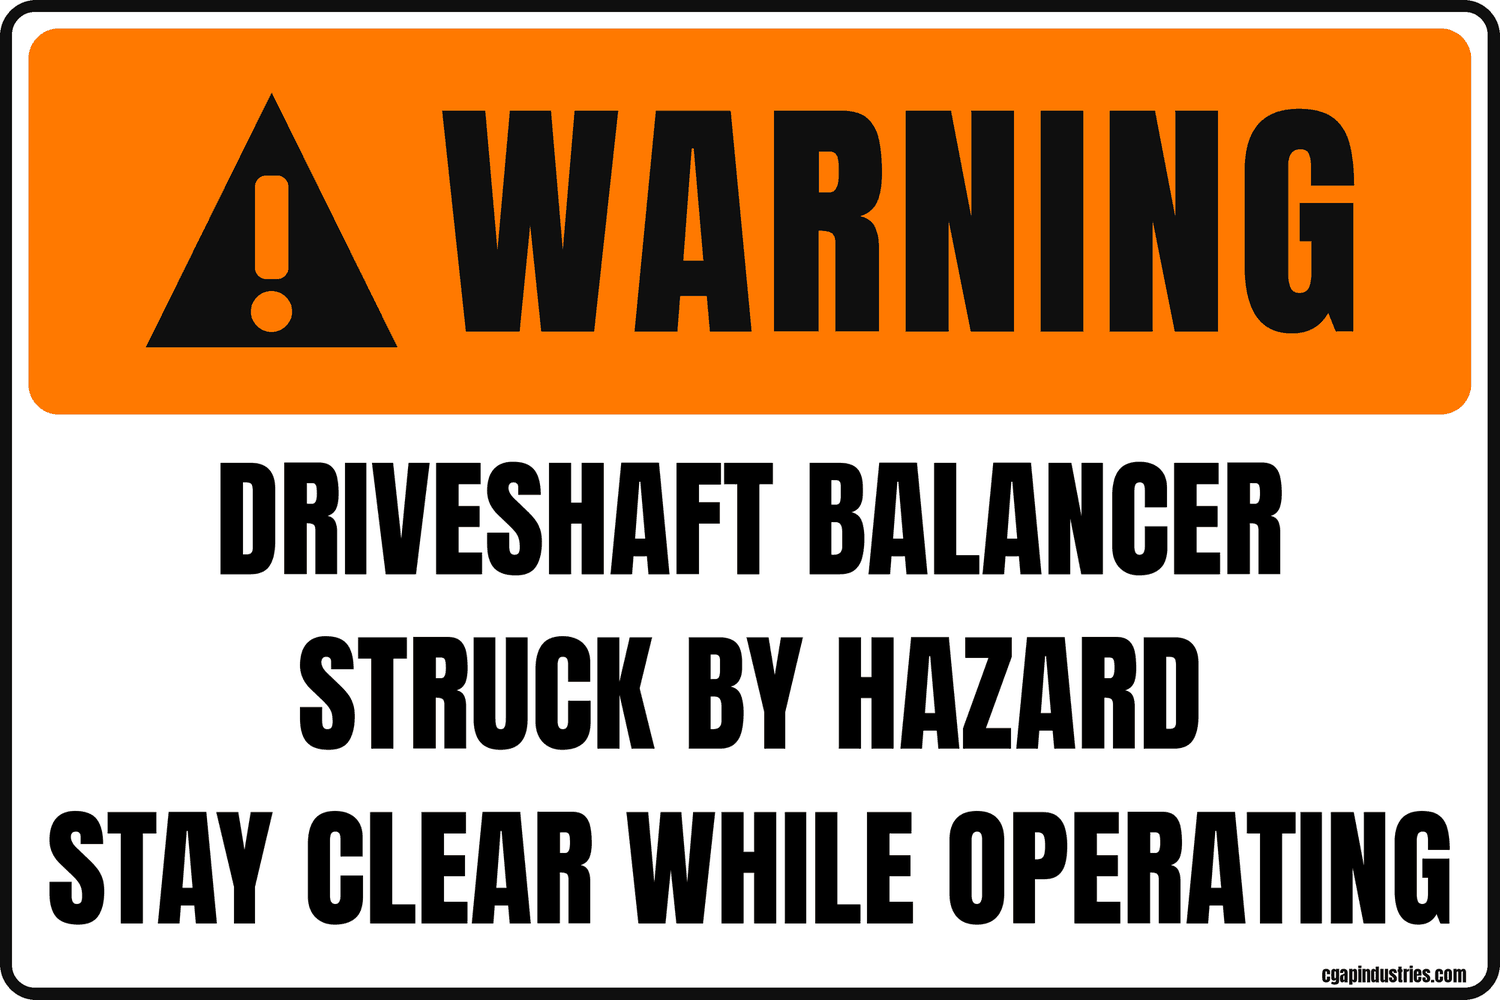 WARNING
DRIVESHAFT BALANCER
STRUCK BY HAZARD
STAY CLEAR WHILE OPERATING
cgapindustries.com